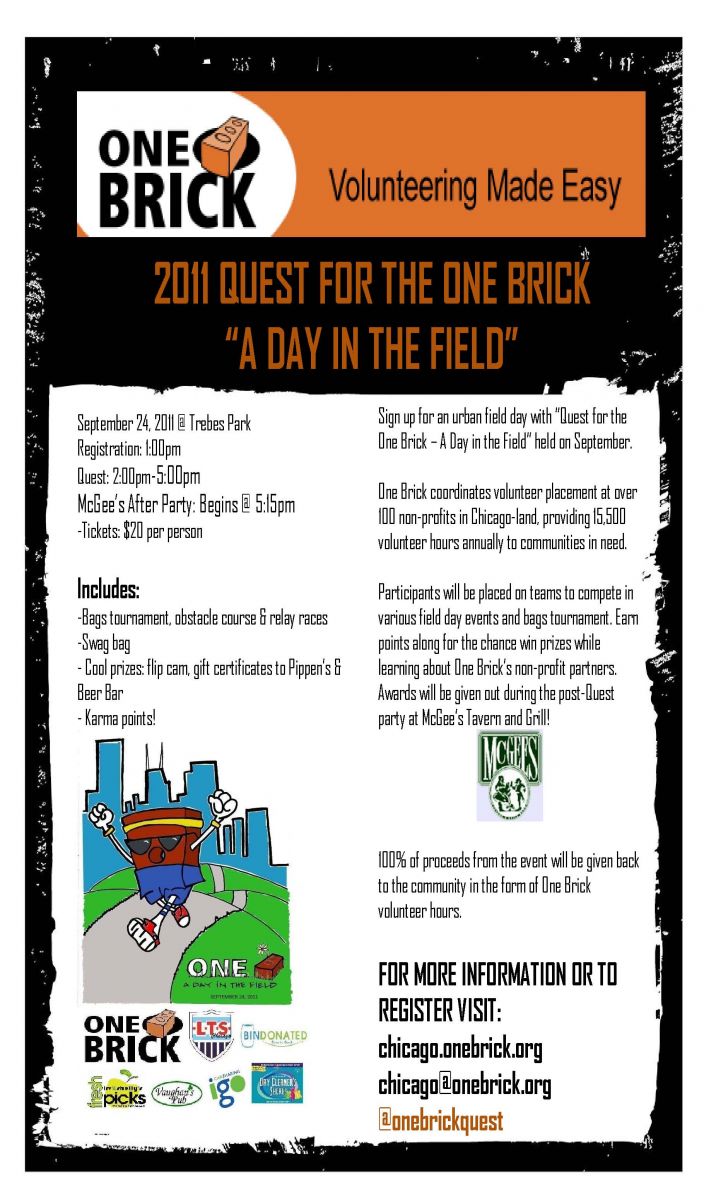 ONE
BRICK
Volunteering Made Easy
2011 QUEST FOR THE ONE BRICK
“A DAY IN THE FIELD”
September 24, 2011 @ Trebes Park
Registration: 1:00pm
Quest: 2:00pm-5:00pm
McGee’s After Party: Begins @ 5:15pm
-Tickets: $20 per person
Includes:
-Bags tournament, obstacle course & relay races
-Swag bag
- Cool prizes: flip cam, gift certificates to Pippen’s &
Beer Bar
- Karma points!
ONE
A DAY IN THE FIELD
SEPTEMBER 24, 2011
ONE
BRICK
LTS
BINDONATED
fresh
picks
Vaughan's
Pub
igo
Sign up for an urban field day with “Quest for the
One Brick – A Day in the Field” held on September.
One Brick coordinates volunteer placement at over
100 non-profits in Chicago-land, providing 15,500
volunteer hours annually to communities in need.
Participants will be placed on teams to compete in
various field day events and bags tournament. Earn
points along for the chance win prizes while
learning about One Brick’s non-profit partners.
Awards will be given out during the post-Quest
party at McGee’s Tavern and Grill!
MCGEES
100% of proceeds from the event will be given back
to the community in the form of One Brick
volunteer hours.
FOR MORE INFORMATION OR TO
REGISTER VISIT:
chicago.onebrick.org
chicago@onebrick.org
@onebrickquest